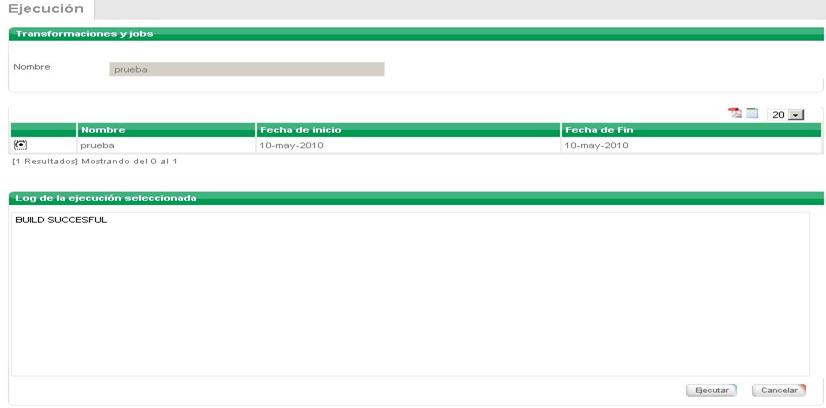 Ejecución
Transformaciones y jobs
Nombre prueba
20
Nombre Fecha de inicio Fecha de Fin
prueba 10-may-2010 10-may-2010
[1 Resultados] Mostrando del 0 al 1
Log de la ejecución seleccionada
BUILD SUCCESFUL
Ejecutar Cancelar